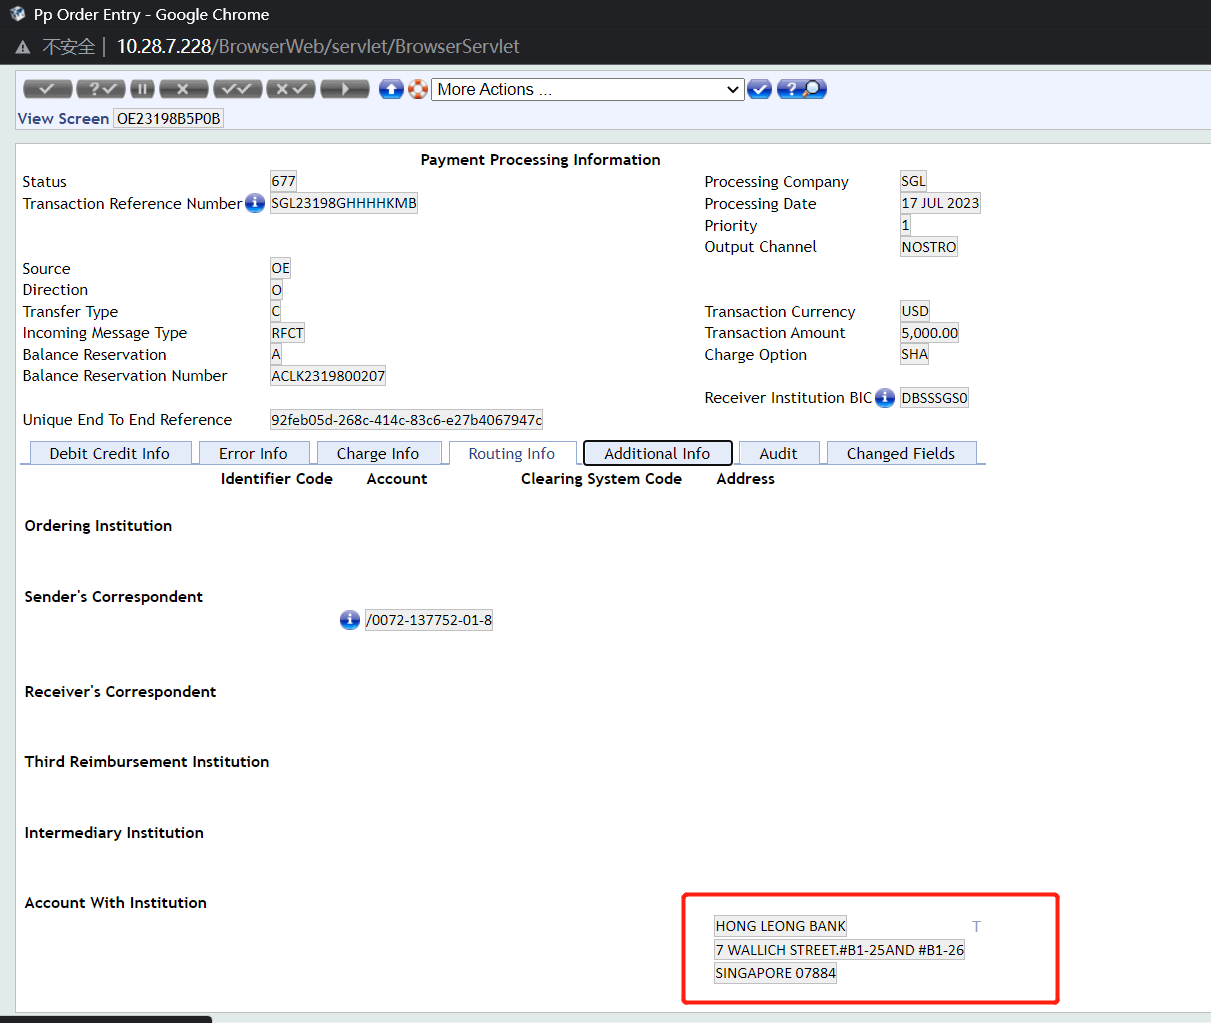 Pp Order Entry - Google Chrome
不安全 | 10.28.7.228/BrowserWeb/servlet/BrowserServlet
More Actions ...
View Screen OE23198B5P0B
Payment Processing Information
Status 677 Processing Company SGL
Transaction Reference Number SGL23198GHHHHKMB Processing Date 17 JUL 2023
Priority 1
Output Channel NOSTRO
Source OE
Direction O
Transfer Type C Transaction Currency USD
Incoming Message Type RFCT Transaction Amount 5,000.00
Balance Reservation A Charge Option SHA
Balance Reservation Number ACLK2319800207
Receiver Institution BIC DBSSSGS0
Unique End To End Reference 92feb05d-268c-414c-83c6-e27b4067947c
Debit Credit Info Error Info Charge Info Routing Info Additional Info Audit Changed Fields
Identifier Code Account Clearing System Code Address
Ordering Institution
Sender's Correspondent
/0072-137752-01-8
Receiver's Correspondent
Third Reimbursement Institution
Intermediary Institution
Account With Institution
HONG LEONG BANK T
7 WALLICH STREET.#B1-25AND #B1-26
SINGAPORE 07884